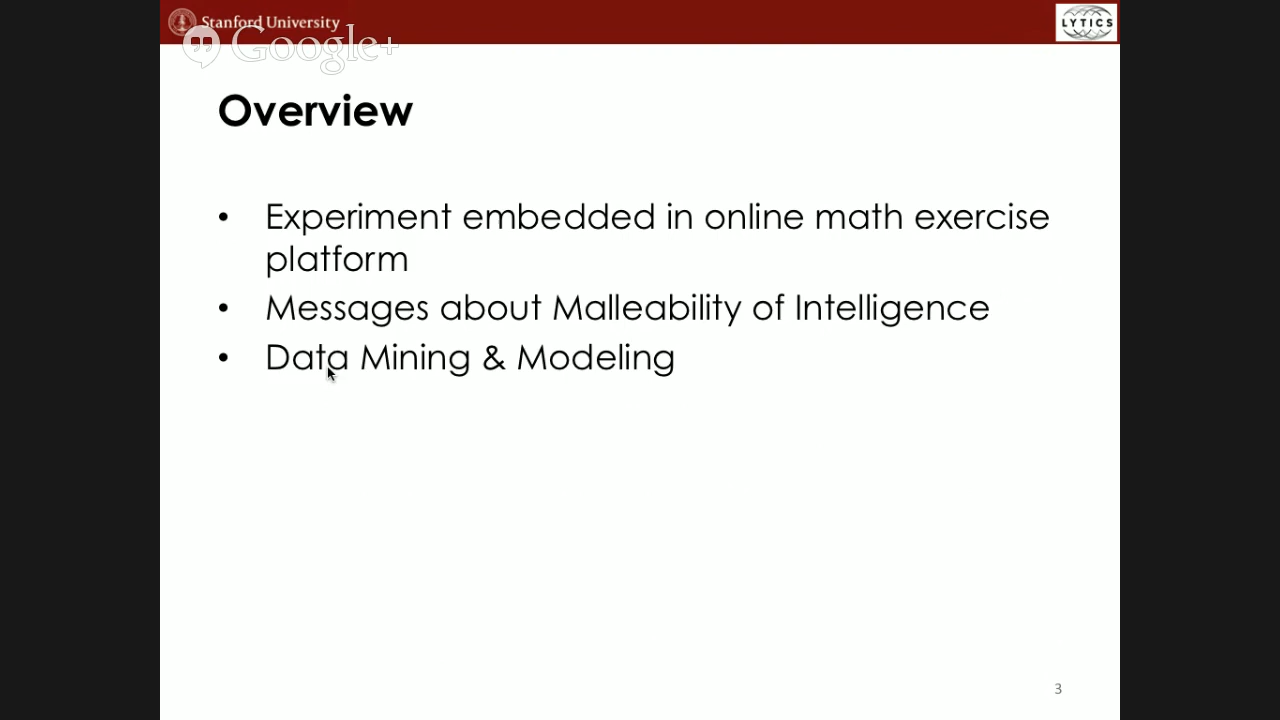 Stanford University
LYTICS
Google+
Overview
• Experiment embedded in online math exercise
platform
• Messages about Malleability of Intelligence
• Data Mining & Modeling
3